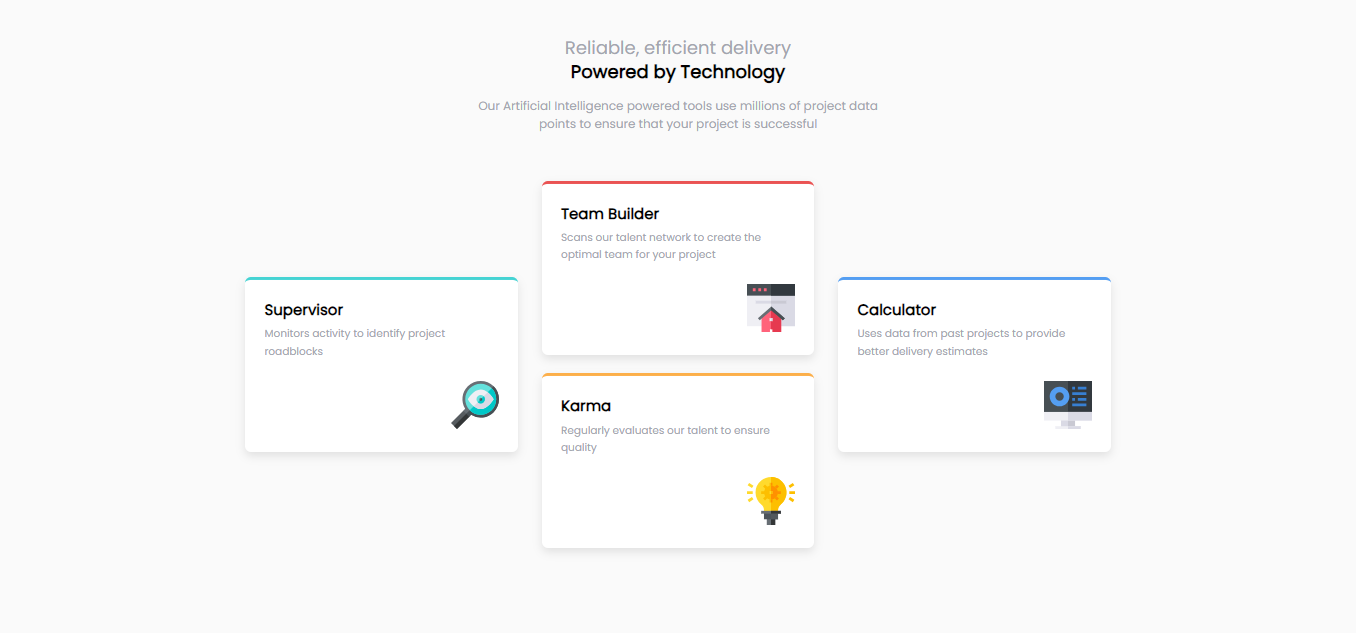 Reliable, efficient delivery
Powered by Technology
Our Artificial Intelligence powered tools use millions of project data
points to ensure that your project is successful
Supervisor
Monitors activity to identify project
roadblocks
Team Builder
Scans our talent network to create the
optimal team for your project
Karma
Regularly evaluates our talent to ensure
quality
Calculator
Uses data from past projects to provide
better delivery estimates